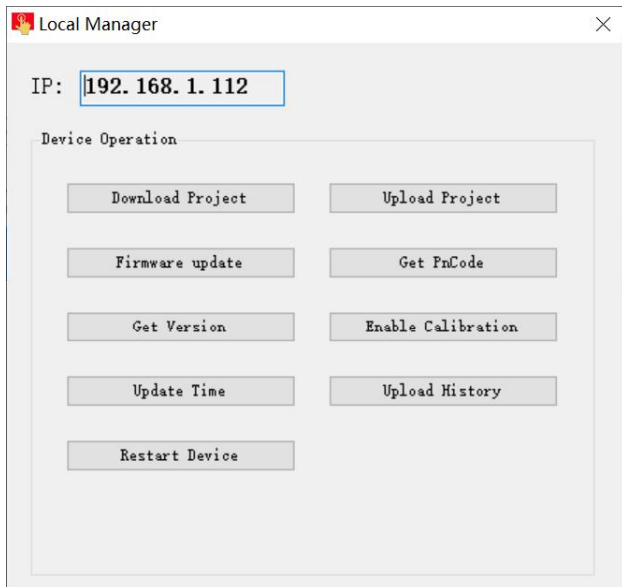 Local Manager
IP: 192.168.1.112
Device Operation
Download Project Upload Project
Firmware update Get PnCode
Get Version Enable Calibration
Update Time Upload History
Restart Device